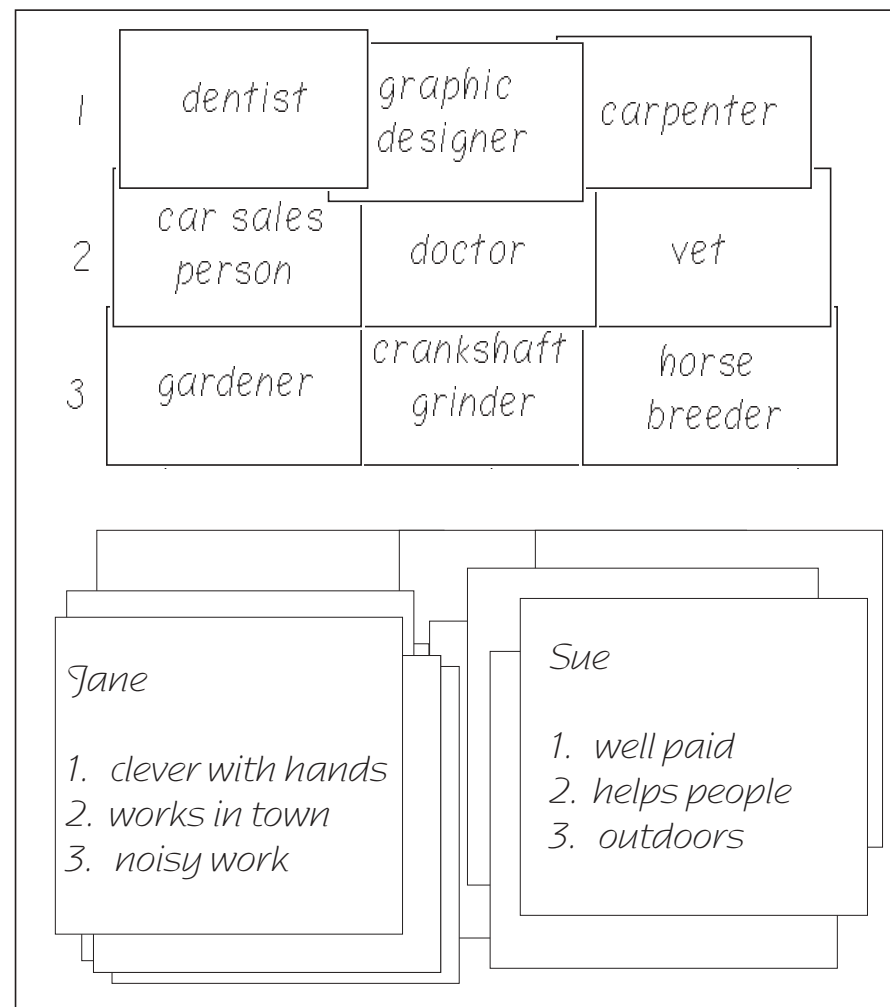 1 dentist graphic designer carpenter
2 car sales person doctor vet
3 gardener crankshaft grinder horse breeder
Jane
1. clever with hands
2. works in town
3. noisy work
Sue
1. well paid
2. helps people
3. outdoors